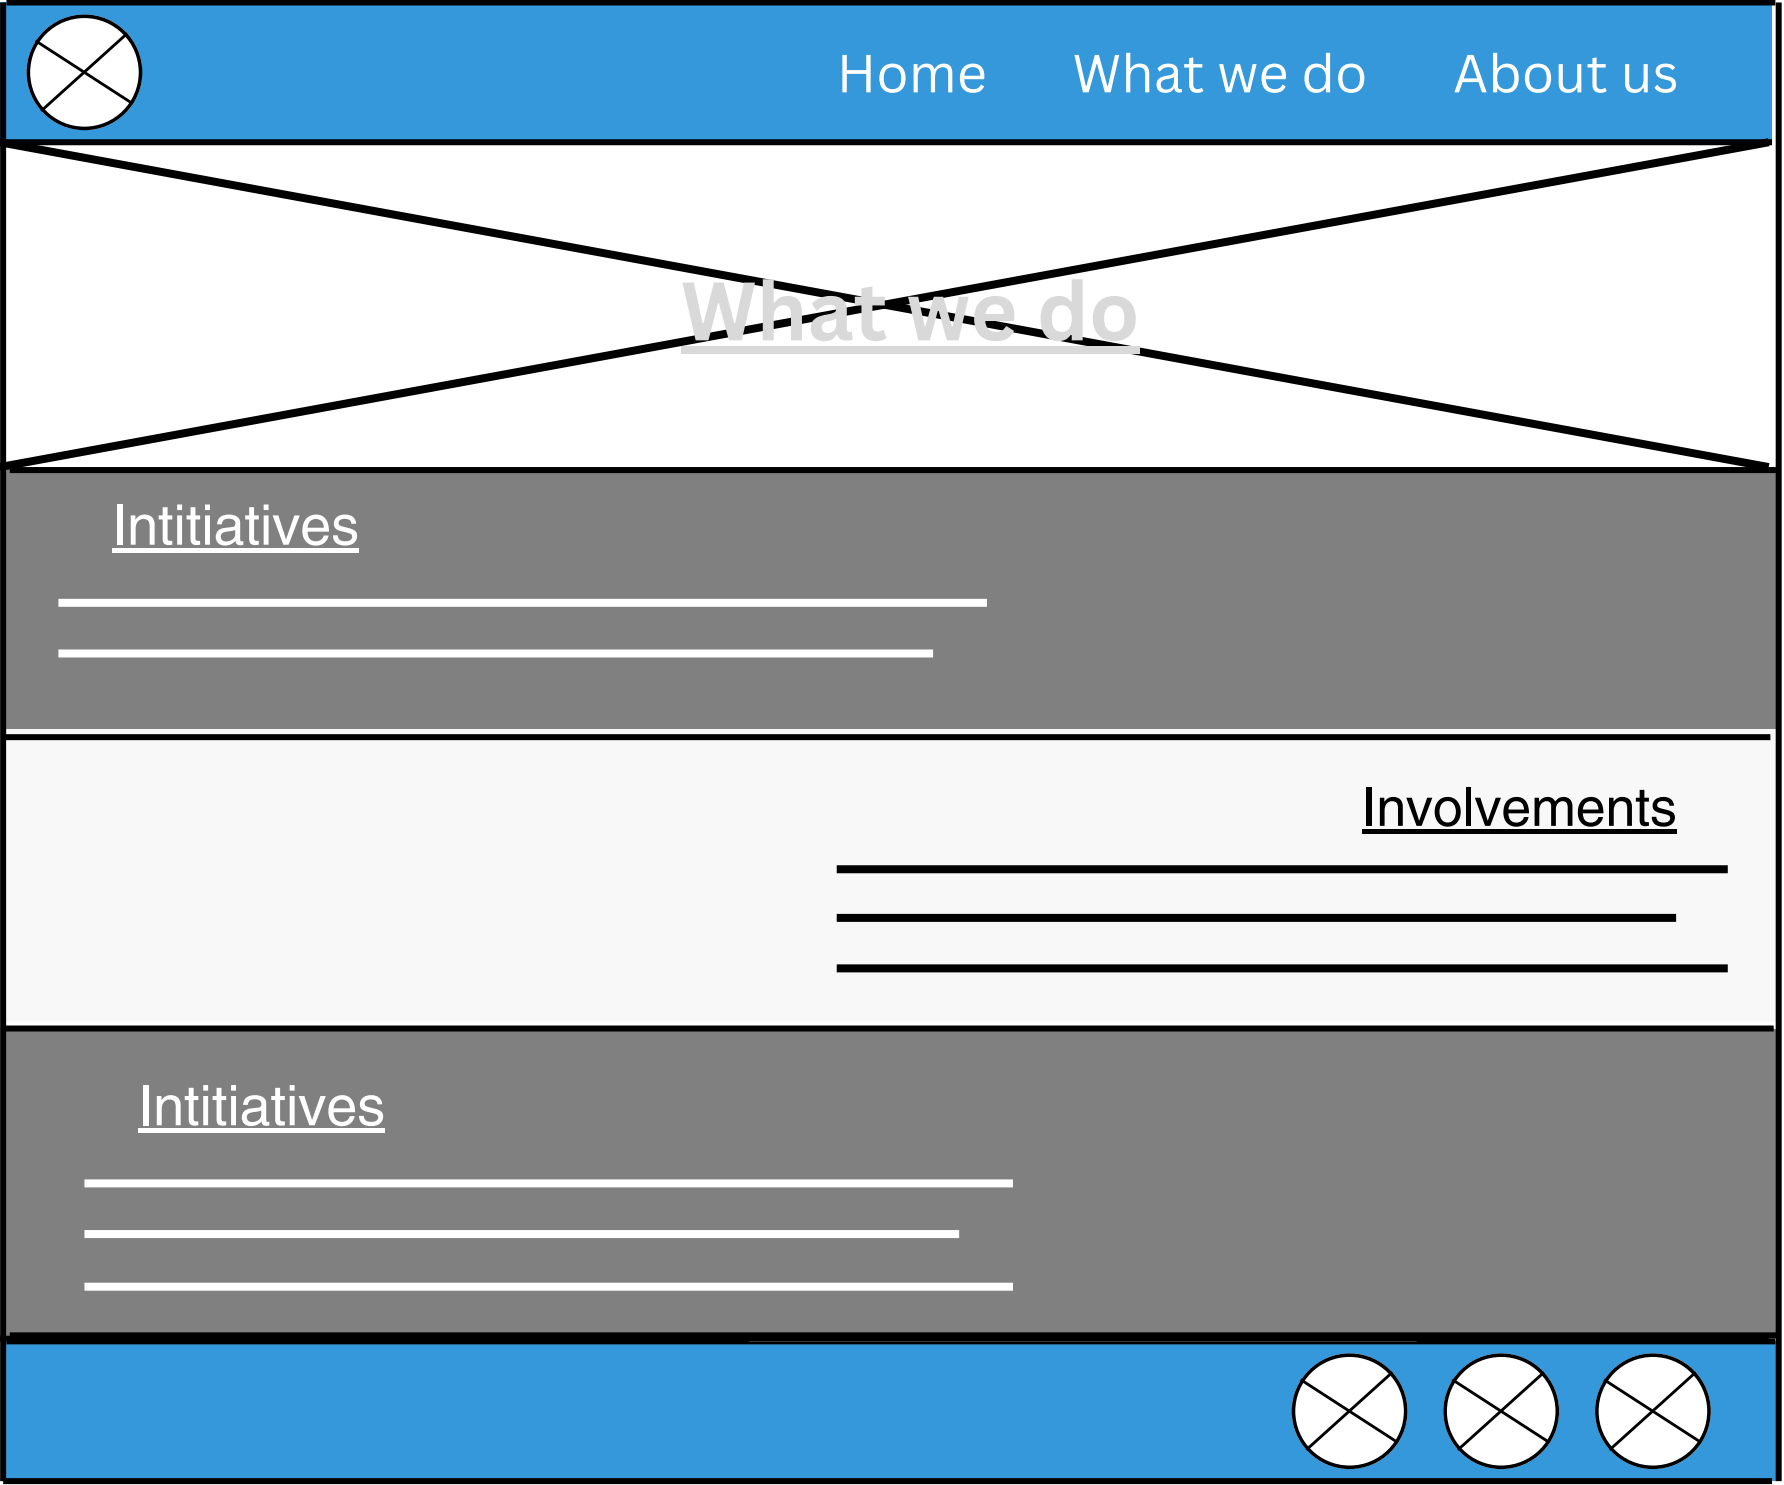 Home What we do About us
What we do
Intitiatives
Involvements
Intitiatives